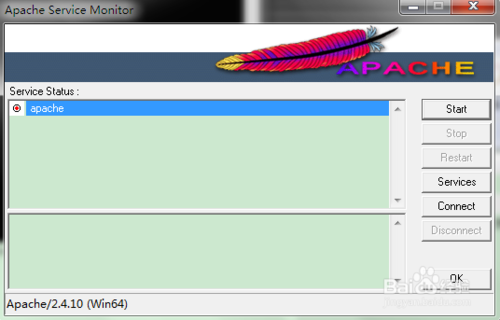 Apache Service Monitor
APACHE
Service Status :
apache
Start
Stop
Restart
Services
Connect
Disconnect
OK
Apache/2.4.10 (Win64)